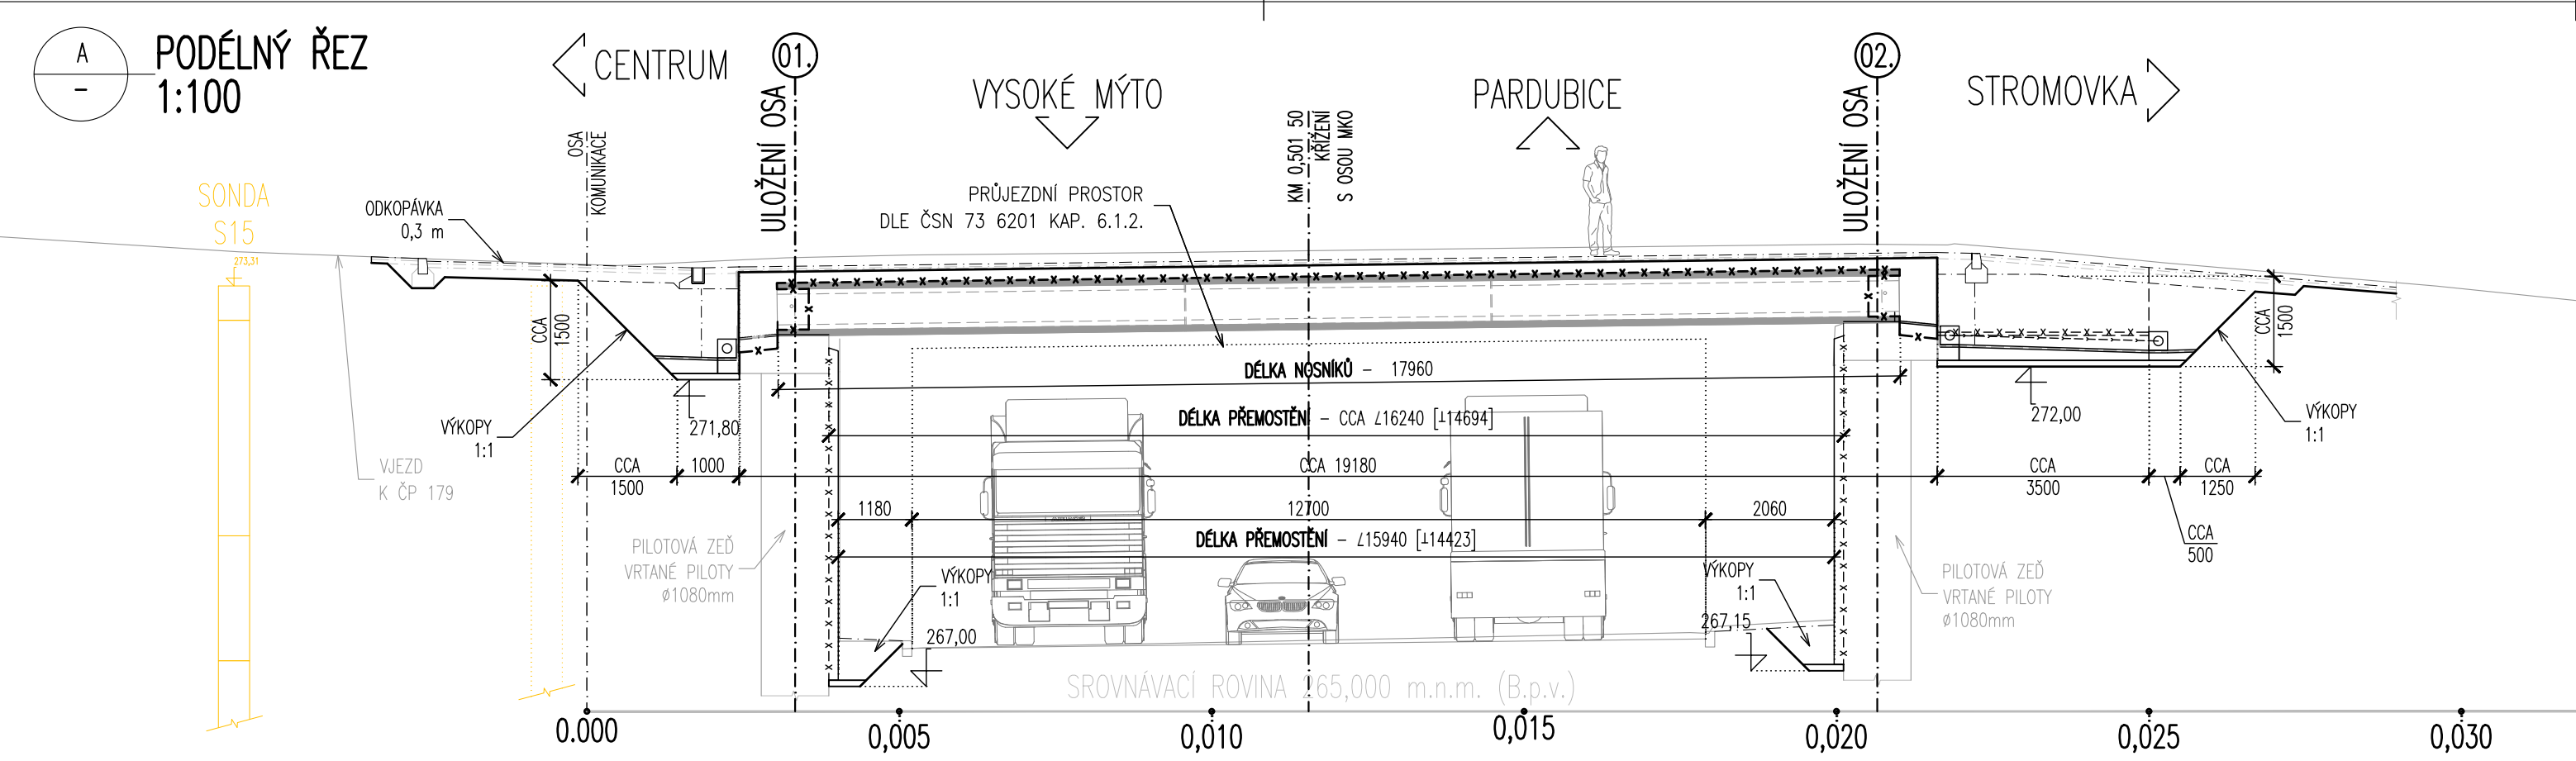 A
–
PODÉLNÝ ŘEZ
1:100
CENTRUM
01.
ULOŽENÍ OSA
VYSOKÉ MÝTO
PARDUBICE
02.
ULOŽENÍ OSA
STROMOVKA
OSA
KOMUNIKACE
KM 0,501 50
KŘÍŽENÍ
S OSOU MKO
SONDA
S15
273,31
ODKOPÁVKA
0,3 m
PRŮJEZDNÍ PROSTOR
DLE ČSN 73 6201 KAP. 6.1.2.
CCA
1500
CCA
1500
DÉLKA NOSNÍKŮ – 17960
DÉLKA PŘEMOSTĚNÍ – CCA ∠16240 [⊥14694]
271,80
272,00
VÝKOPY
1:1
VÝKOPY
1:1
VJEZD
K ČP 179
CCA
1500
1000
CCA 19180
CCA
3500
CCA
1250
CCA
500
1180
12700
2060
DÉLKA PŘEMOSTĚNÍ – ∠15940 [⊥14423]
PILOTOVÁ ZEĎ
VRTANÉ PILOTY
ø1080mm
VÝKOPY
1:1
VÝKOPY
1:1
PILOTOVÁ ZEĎ
VRTANÉ PILOTY
ø1080mm
267,00
267,15
SROVNÁVACÍ ROVINA 265,000 m.n.m. (B.p.v.)
0.000
0,005
0,010
0,015
0,020
0,025
0,030